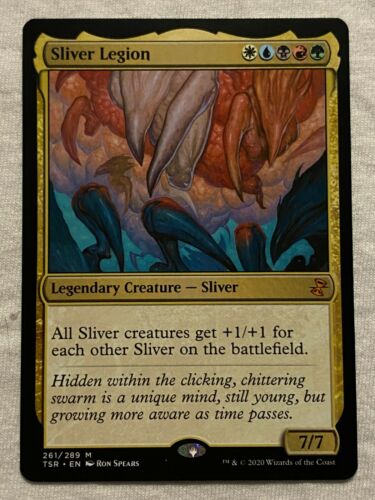 Sliver Legion
Legendary Creature — Sliver
All Sliver creatures get +1/+1 for
each other Sliver on the battlefield.
Hidden within the clicking, chittering
swarm is a unique mind, still young, but
growing more aware as time passes.
7/7
261/289 M
TSR • EN Ron Spears
™ & © 2020 Wizards of the Coast